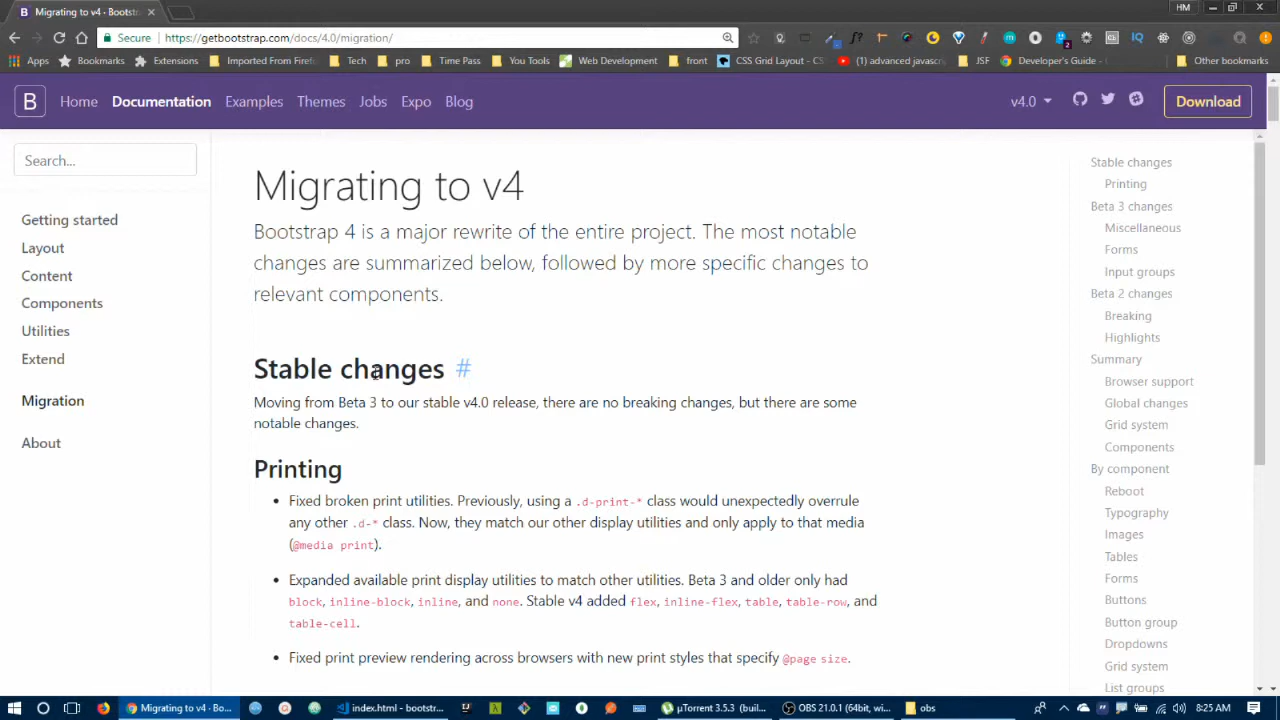 Migrating to v4 · Bootst
HM
Secure
https://getbootstrap.com/docs/4.0/migration/
Apps
Bookmarks
Extensions
Imported From Firef
Tech
pro
Time Pass
You Tools
Web Development
front
CSS Grid Layout - CS
(1) advanced javascri
JSF
Developer's Guide -
Other bookmarks
B
Home
Documentation
Examples
Themes
Jobs
Expo
Blog
v4.0
Download
Search...
Getting started
Layout
Content
Components
Utilities
Extend
Migration
About
Migrating to v4
Bootstrap 4 is a major rewrite of the entire project. The most notable
changes are summarized below, followed by more specific changes to
relevant components.
Stable changes #
Moving from Beta 3 to our stable v4.0 release, there are no breaking changes, but there are some
notable changes.
Printing
• Fixed broken print utilities. Previously, using a .d-print-* class would unexpectedly overrule
any other .d-* class. Now, they match our other display utilities and only apply to that media
(@media print).
• Expanded available print display utilities to match other utilities. Beta 3 and older only had
block, inline-block, inline, and none. Stable v4 added flex, inline-flex, table, table-row, and
table-cell.
• Fixed print preview rendering across browsers with new print styles that specify @page size.
Stable changes
Printing
Beta 3 changes
Miscellaneous
Forms
Input groups
Beta 2 changes
Breaking
Highlights
Summary
Browser support
Global changes
Grid system
Components
By component
Reboot
Typography
Images
Tables
Forms
Buttons
Button group
Dropdowns
Grid system
List groups
Migrating to v4 · Bo...
index.html - bootstr...
µTorrent 3.5.3 (buil...
OBS 21.0.1 (64bit, wi...
obs
8:25 AM